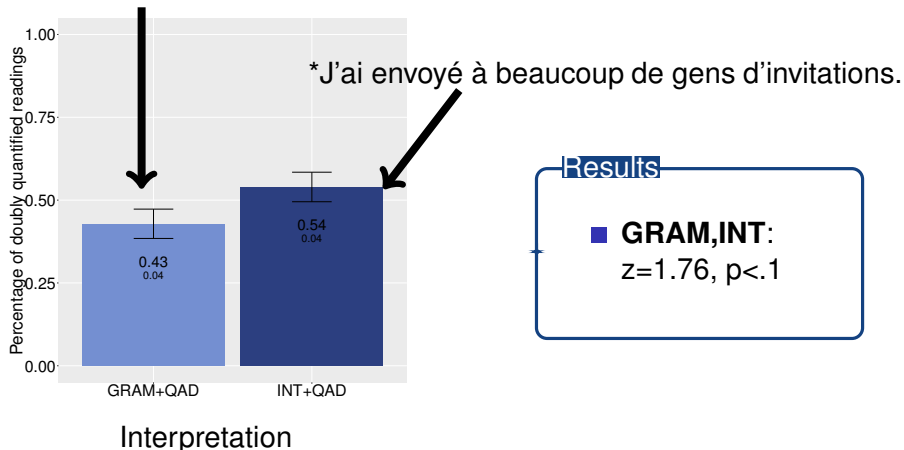 *J'ai envoyé à beaucoup de gens d'invitations.
Percentage of doubly quantified readings
1.00
0.75
0.50
0.25
0.00
0.43
0.04
0.54
0.04
GRAM+QAD
INT+QAD
Interpretation
Results
GRAM,INT:
z=1.76, p<.1